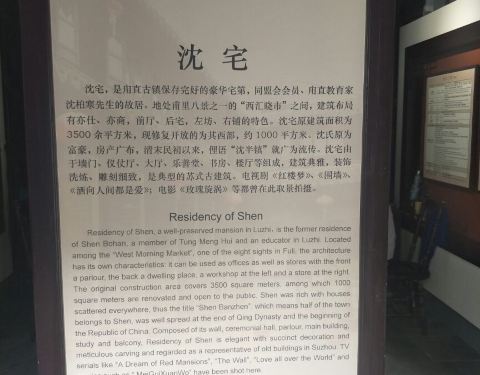 沈宅
沈宅，是甪直古镇保存完好的豪华宅第，同盟会会员、甪直教育家
沈柏寒先生的故居。地处甫里八景之一的“西汇晓市”之间，建筑布局
有亦仕、亦商，前厅、后宅，左坊、右铺的特色。沈宅原建筑面积为
3500余平方米，现修复开放的为其西部，约1000平方米。沈氏原为
富豪，房产广布，清末民初以来，俚语“沈半镇”就广为流传。沈宅由
于墙门、仪仗厅、大厅、乐善堂、书房、楼厅等组成，建筑典雅，装饰
洗炼、雕刻细致，是典型的苏式古建筑。电视剧《红楼梦》、《围墙》、
《洒向人间都是爱》；电影《玫瑰旋涡》等都曾在此取景拍摄。
Residency of Shen
Residency of Shen, a well-preserved mansion in Luzhi, is the former residence
of Shen Bohan, a member of Tung Meng Hui and an educator in Luzhi. Located
among the “West Morning Market”, one of the eight sights in Fuli, the architecture
has its own characteristics: it can be used as offices as well as stores with the front
a parlour, the back a dwelling place, a workshop at the left and a store at the right.
The original construction area covers 3500 square meters, among which 1000
square meters are renovated and open to the public. Shen was rich with houses
scattered everywhere, thus the title “Shen Banzhen”, which means half of the town
belongs to Shen, was well spread at the end of Qing Dynasty and the beginning of
the Republic of China. Composed of its wall, ceremonial hall, parlour, main building,
study and balcony, Residency of Shen is elegant with succinct decoration and
meticulous carving and regarded as a representative of old buildings in Suzhou. TV
serials like “A Dream of Red Mansions”, “The Wall”, “Love all over the World” and
“MeiGuiXuanWo” have been shot here.